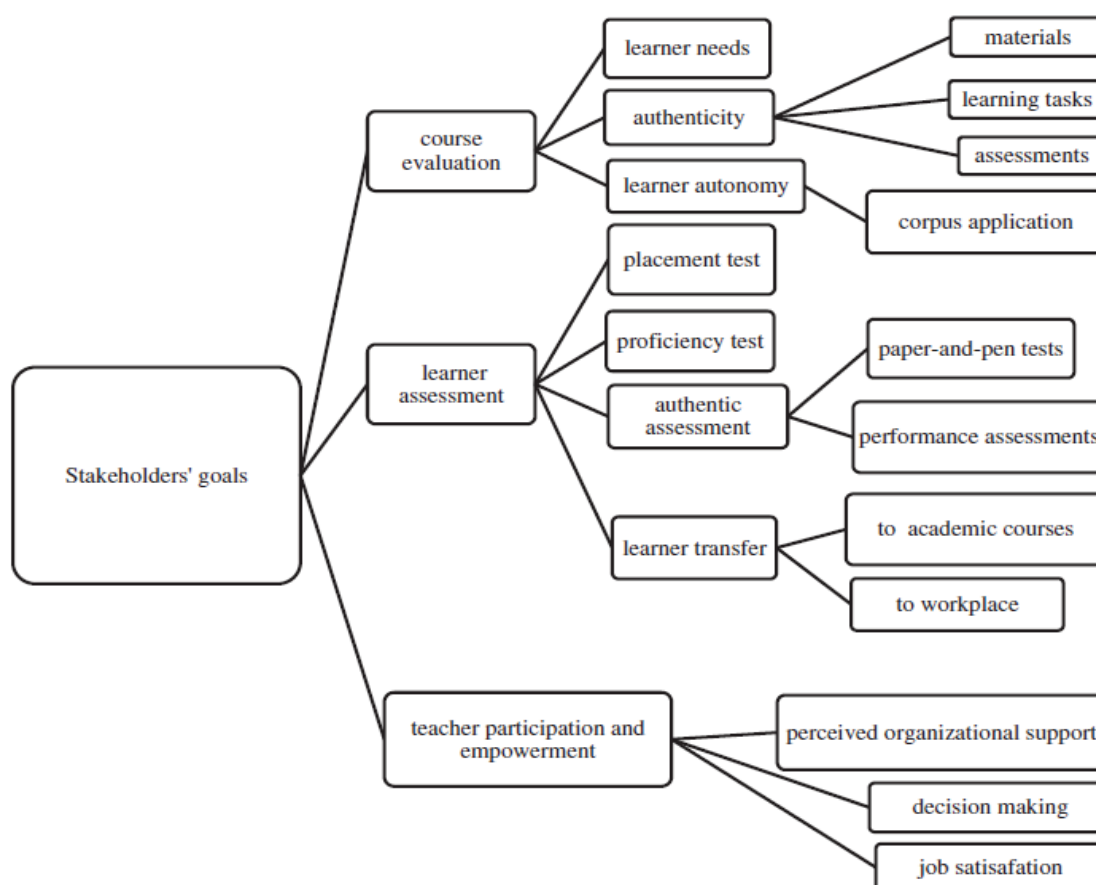 Stakeholders' goals
course
evaluation
learner needs
authenticity
materials
learning tasks
assessments
learner autonomy
corpus application
learner
assessment
placement test
proficiency test
authentic
assessment
paper-and-pen tests
performance assessments
learner transfer
to academic courses
to workplace
teacher participation and
empowerment
perceived organizational support
decision making
job satisafation